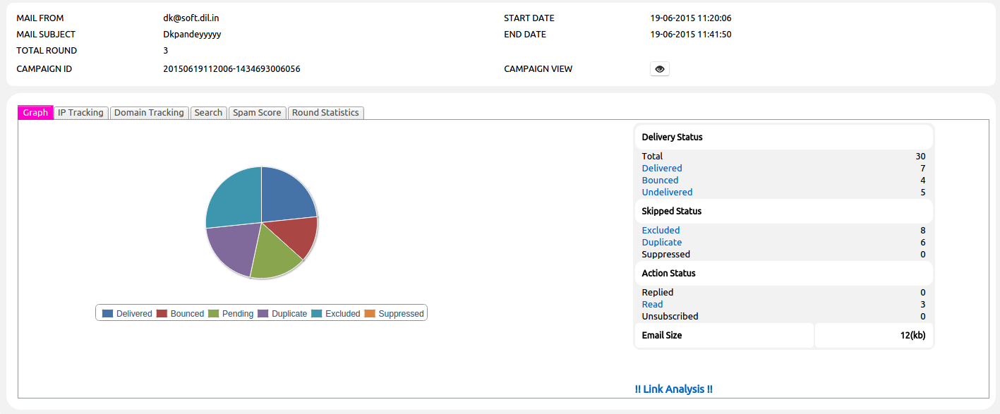 MAIL FROM dk@soft.dil.in START DATE 19-06-2015 11:20:06
MAIL SUBJECT Dkpandeyyyyy END DATE 19-06-2015 11:41:50
TOTAL ROUND 3
CAMPAIGN ID 20150619112006-1434693006056 CAMPAIGN VIEW
Graph IP Tracking Domain Tracking Search Spam Score Round Statistics
Delivered Bounced Pending Duplicate Excluded Suppressed
Delivery Status
Total 30
Delivered 7
Bounced 4
Undelivered 5
Skipped Status
Excluded 8
Duplicate 6
Suppressed 0
Action Status
Replied 0
Read 3
Unsubscribed 0
Email Size 12(kb)
!! Link Analysis !!